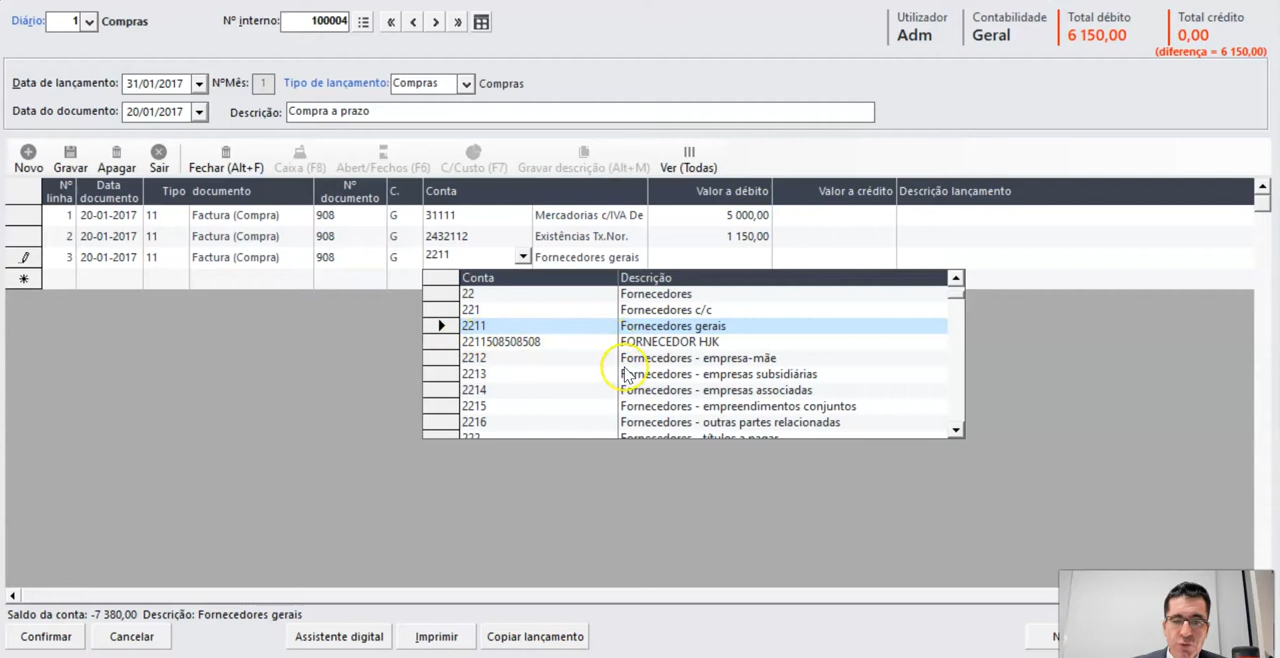 Diário: 1 Compras Nº interno: 100004 Utilizador Contabilidade Total débito Total crédito
Adm Geral 6 150,00 0,00
(diferença = 6 150,00)
Data de lançamento: 31/01/2017 NºMês: 1 Tipo de lançamento: Compras Compras
Data do documento: 20/01/2017 Descrição: Compra a prazo
Novo Gravar Apagar Sair Fechar (Alt+F) Caixa (F8) Abert/Fechos (F6) C/Custo (F7) Gravar descrição (Alt+M) Ver (Todas)
Nº linha Data documento Tipo documento Nº documento C. Conta Valor a débito Valor a crédito Descrição lançamento
1 20-01-2017 11 Factura (Compra) 908 G 31111 Mercadorias c/IVA De 5 000,00
2 20-01-2017 11 Factura (Compra) 908 G 2432112 Existências Tx.Nor. 1 150,00
3 20-01-2017 11 Factura (Compra) 908 G 2211 Fornecedores gerais
Conta Descrição
22 Fornecedores
221 Fornecedores c/c
2211 Fornecedores gerais
2211508508508 FORNECEDOR HJK
2212 Fornecedores - empresa-mãe
2213 Fornecedores - empresas subsidiárias
2214 Fornecedores - empresas associadas
2215 Fornecedores - empreendimentos conjuntos
2216 Fornecedores - outras partes relacionadas
222 Fornecedores - títulos a pagar
Saldo da conta: -7 380,00 Descrição: Fornecedores gerais
Confirmar Cancelar Assistente digital Imprimir Copiar lançamento